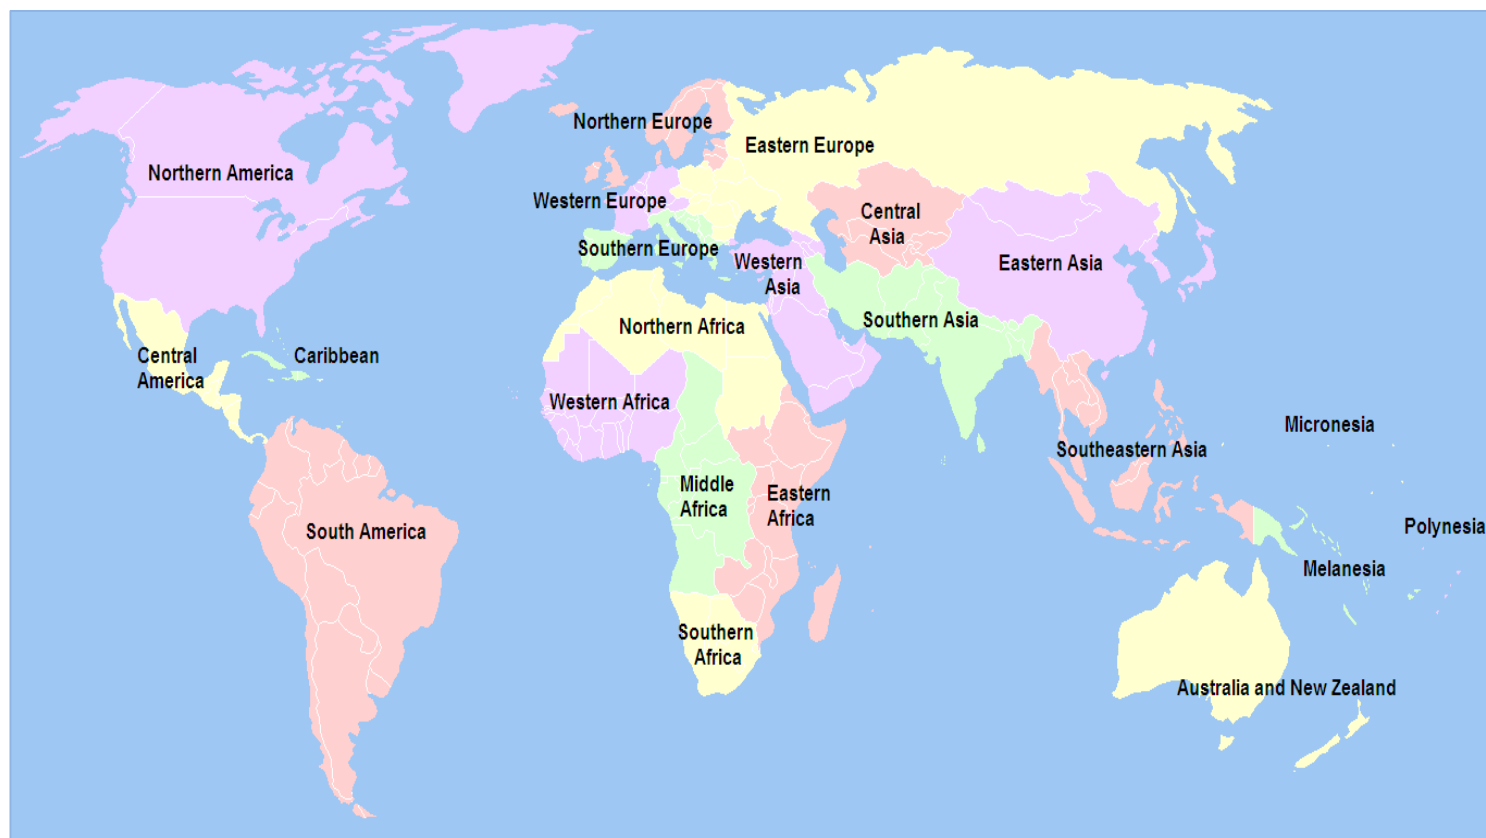 Northern Europe
Eastern Europe
Northern America
Western Europe
Central
Asia
Southern Europe
Western
Asia
Eastern Asia
Southern Asia
Northern Africa
Central
America
Caribbean
Western Africa
Micronesia
Southeastern Asia
Middle
Africa
Eastern
Africa
South America
Polynesia
Melanesia
Southern
Africa
Australia and New Zealand